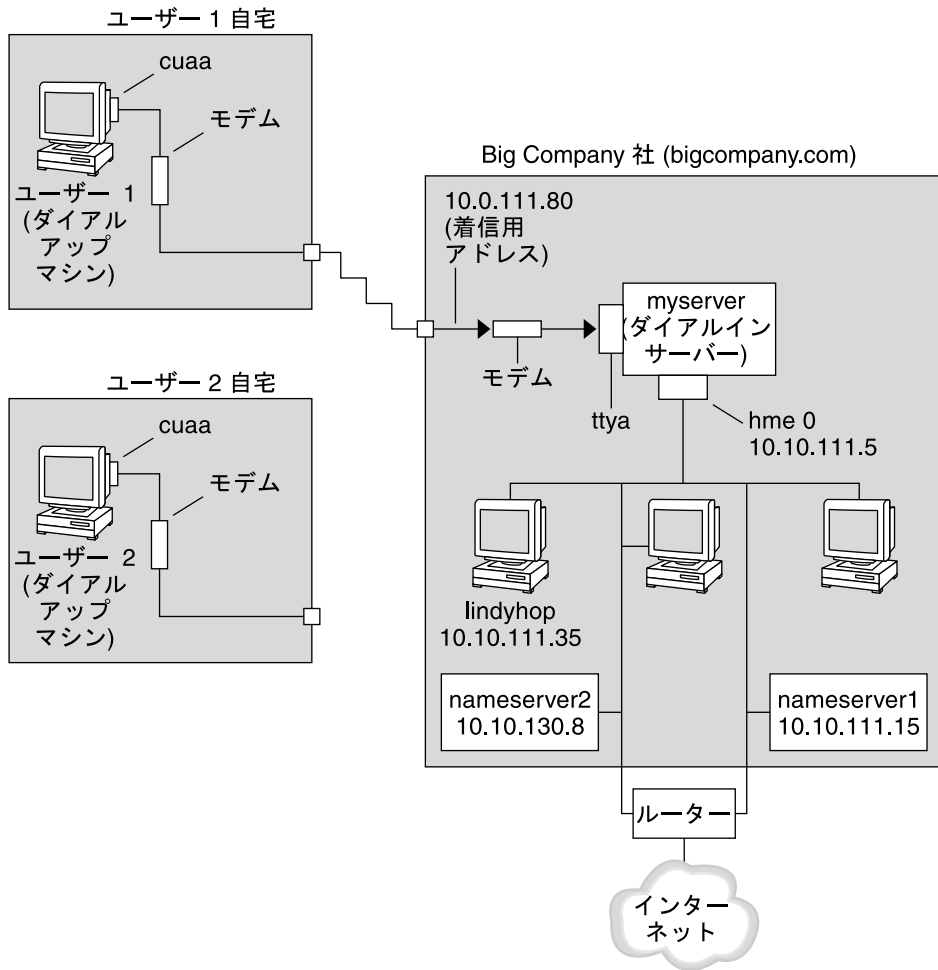 ユーザー 1 自宅
cuaa
モデム
ユーザー 1
(ダイアル
アップ
マシン)
Big Company 社 (bigcompany.com)
10.0.111.80
(着信用
アドレス)
myserver
(ダイアルイン
サーバー)
モデム
ttya
hme 0
10.10.111.5
ユーザー 2 自宅
cuaa
モデム
ユーザー 2
(ダイアル
アップ
マシン)
lindyhop
10.10.111.35
nameserver2
10.10.130.8
nameserver1
10.10.111.15
ルーター
インター
ネット